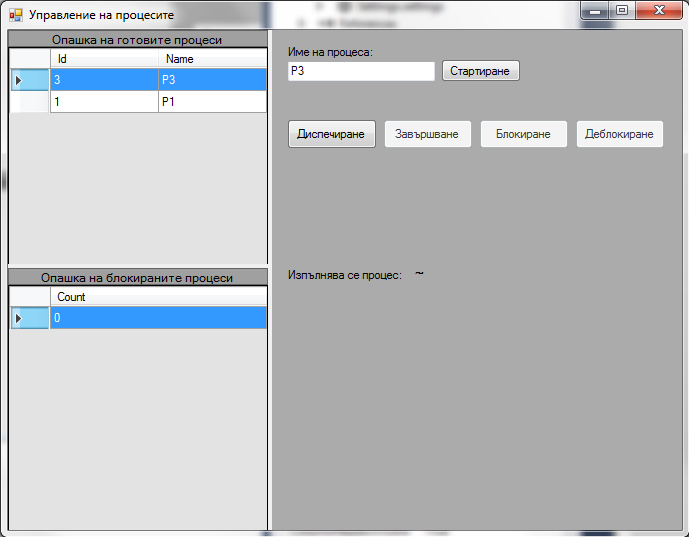 Управление на процесите
Опашка на готовите процеси
Id Name
3 P3
1 P1
Опашка на блокираните процеси
Count
0
Име на процеса:
P3 Стартиране
Диспечиране Завършване Блокиране Деблокиране
Изпълнява се процес: ~